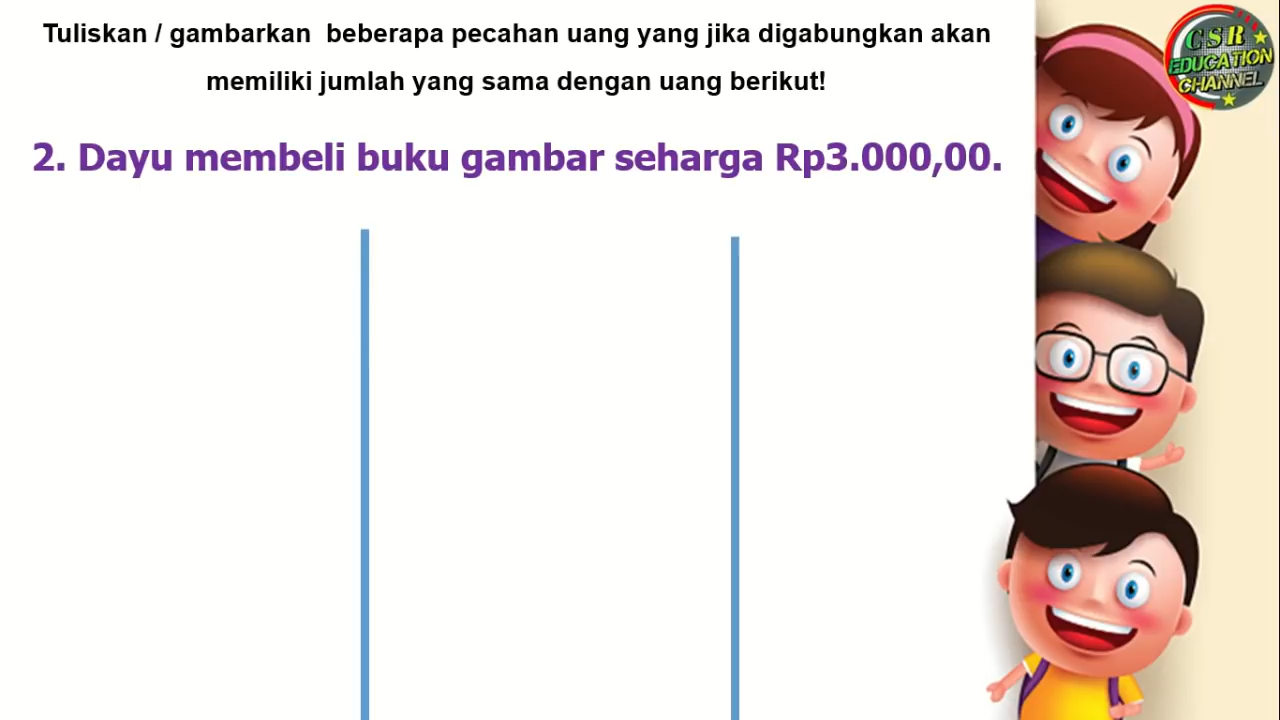 Tuliskan / gambarkan  beberapa pecahan uang yang jika digabungkan akan
memiliki jumlah yang sama dengan uang berikut!
2. Dayu membeli buku gambar seharga Rp3.000,00.
CSR
EDUCATION
CHANNEL